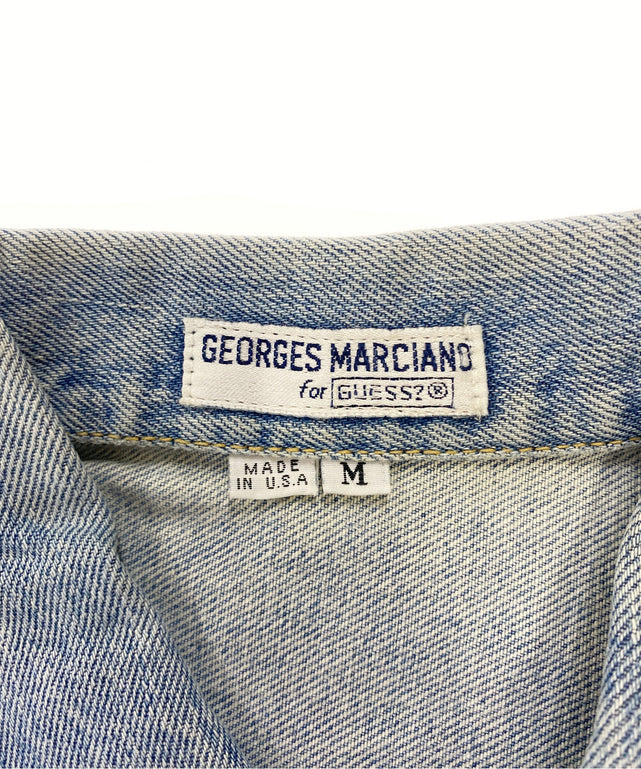 GEORGES MARCIANO
for GUESS?®
MADE
IN U.S.A
M